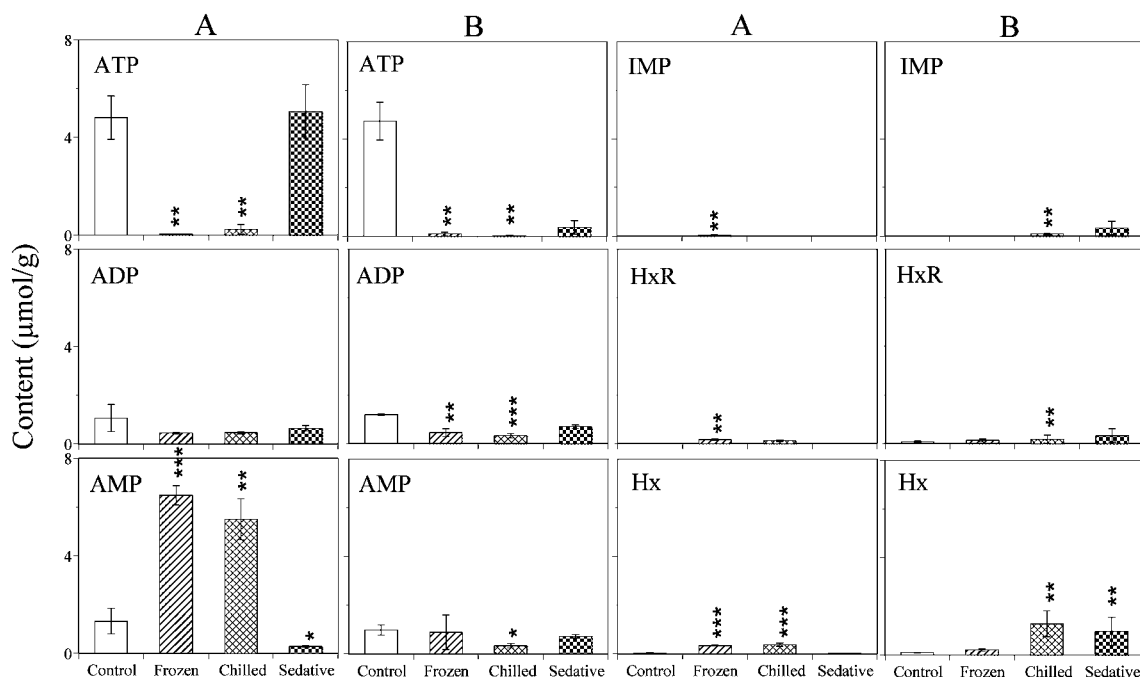 A B A B
8 ATP ATP IMP IMP
4
** ** ** ** ** **
0
Content (µmol/g)
8 ADP ADP HxR HxR
4
** *** ** **
0
8 AMP AMP Hx Hx
*** **
4
* * *** *** ** **
0
Control Frozen Chilled Sedative Control Frozen Chilled Sedative Control Frozen Chilled Sedative Control Frozen Chilled Sedative